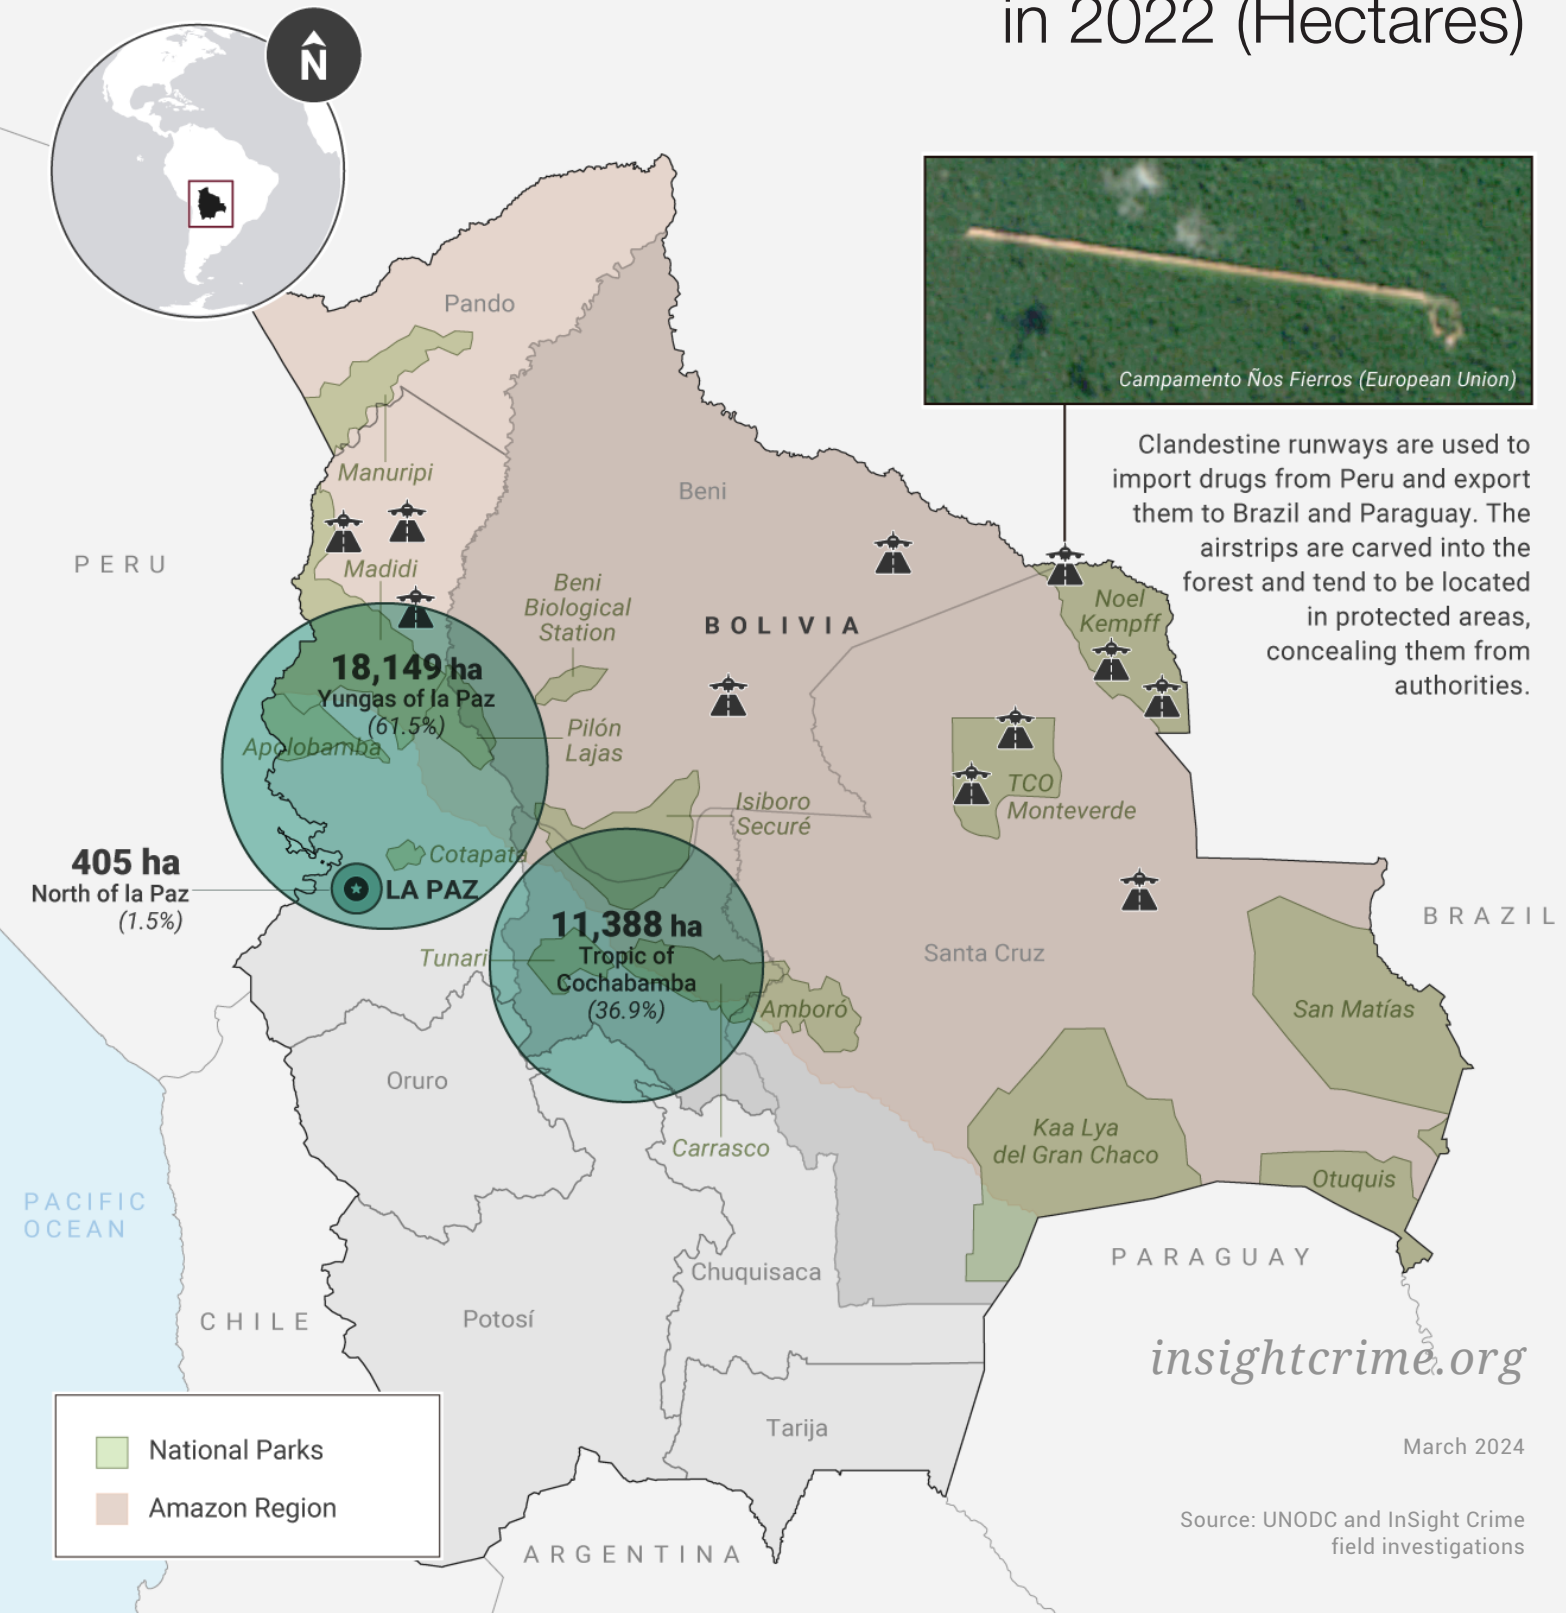 in 2022 (Hectares)
N
Campamento Ños Fierros (European Union)
Clandestine runways are used to
import drugs from Peru and export
them to Brazil and Paraguay. The
airstrips are carved into the
forest and tend to be located
in protected areas,
concealing them from
authorities.
Pando
Manuripi
Beni
PERU
Madidi
Beni
Biological
Station
BOLIVIA
Noel
Kempff
18,149 ha
Yungas of la Paz
(61.5%)
Apolobamba
Pilón
Lajas
TCO
Monteverde
Isiboro
Securé
Cotapata
405 ha
North of la Paz
(1.5%)
LA PAZ
BRAZIL
11,388 ha
Tropic of
Cochabamba
(36.9%)
Tunari
Santa Cruz
Amboró
San Matías
Oruro
Carrasco
Kaa Lya
del Gran Chaco
Otuquis
PACIFIC
OCEAN
PARAGUAY
Chuquisaca
CHILE
Potosí
insightcrime.org
Tarija
March 2024
National Parks
Amazon Region
Source: UNODC and InSight Crime
field investigations
ARGENTINA